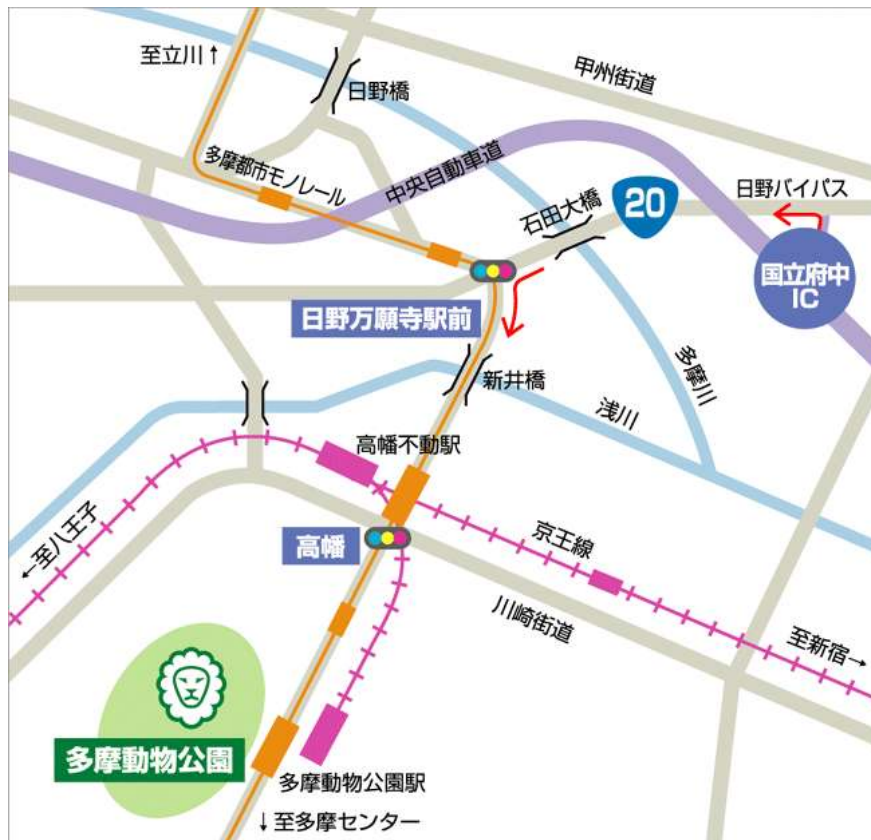 至立川↑
日野橋
甲州街道
多摩都市モノレール
中央自動車道
日野バイパス
石田大橋
20
国立府中
IC
日野万願寺駅前
新井橋
多摩川
浅川
高幡不動駅
←至八王子
高幡
京王線
川崎街道
至新宿→
多摩動物公園
多摩動物公園駅
↓至多摩センター